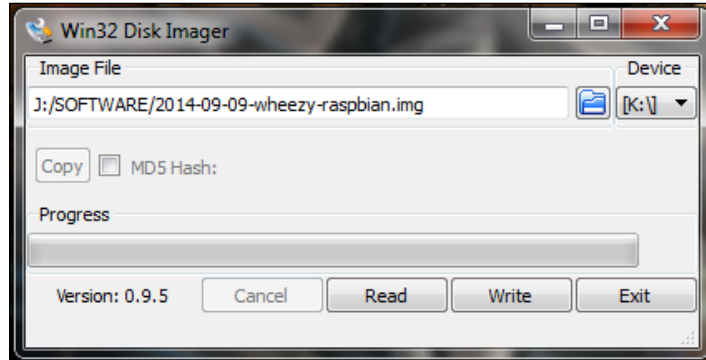 Win32 Disk Imager
Image File
Device
J:/SOFTWARE/2014-09-09-wheezy-raspbian.img
[K:\]
Copy
MD5 Hash:
Progress
Version: 0.9.5
Cancel
Read
Write
Exit